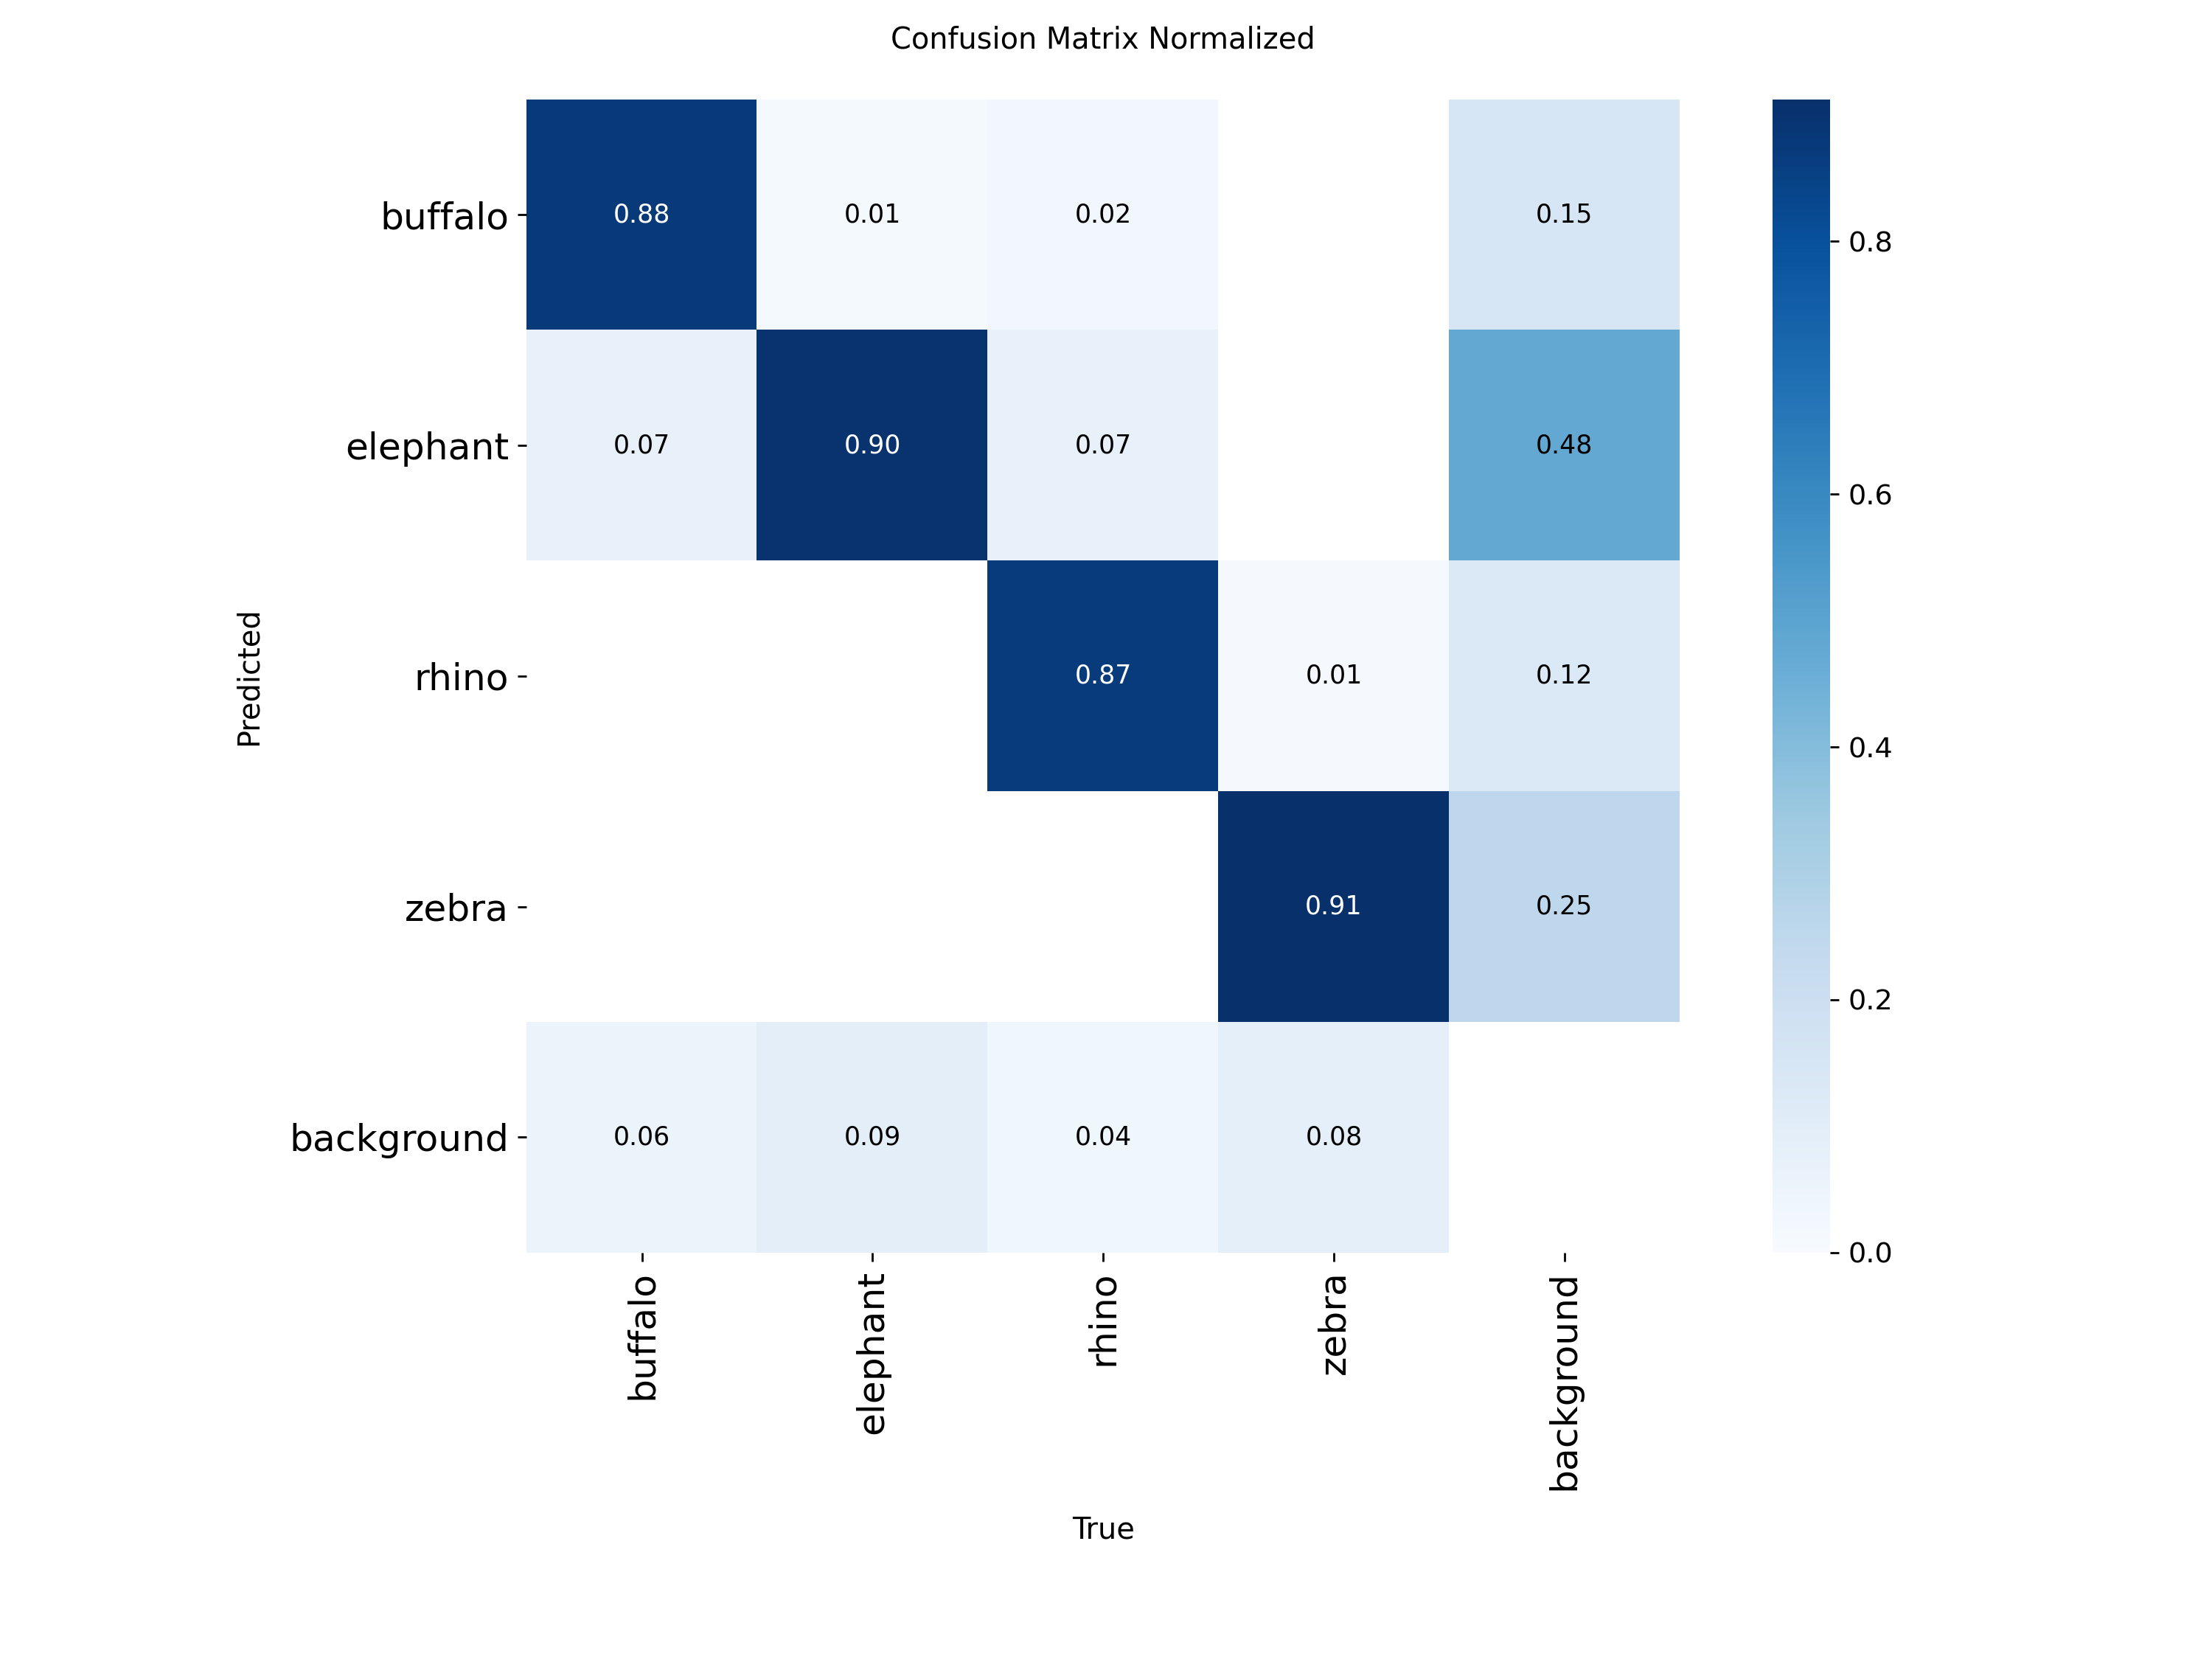 Confusion Matrix Normalized
buffalo 0.88 0.01 0.02 0.15
elephant 0.07 0.90 0.07 0.48
rhino 0.87 0.01 0.12
zebra 0.91 0.25
background 0.06 0.09 0.04 0.08
Predicted
buffalo elephant rhino zebra background
True
0.8
0.6
0.4
0.2
0.0